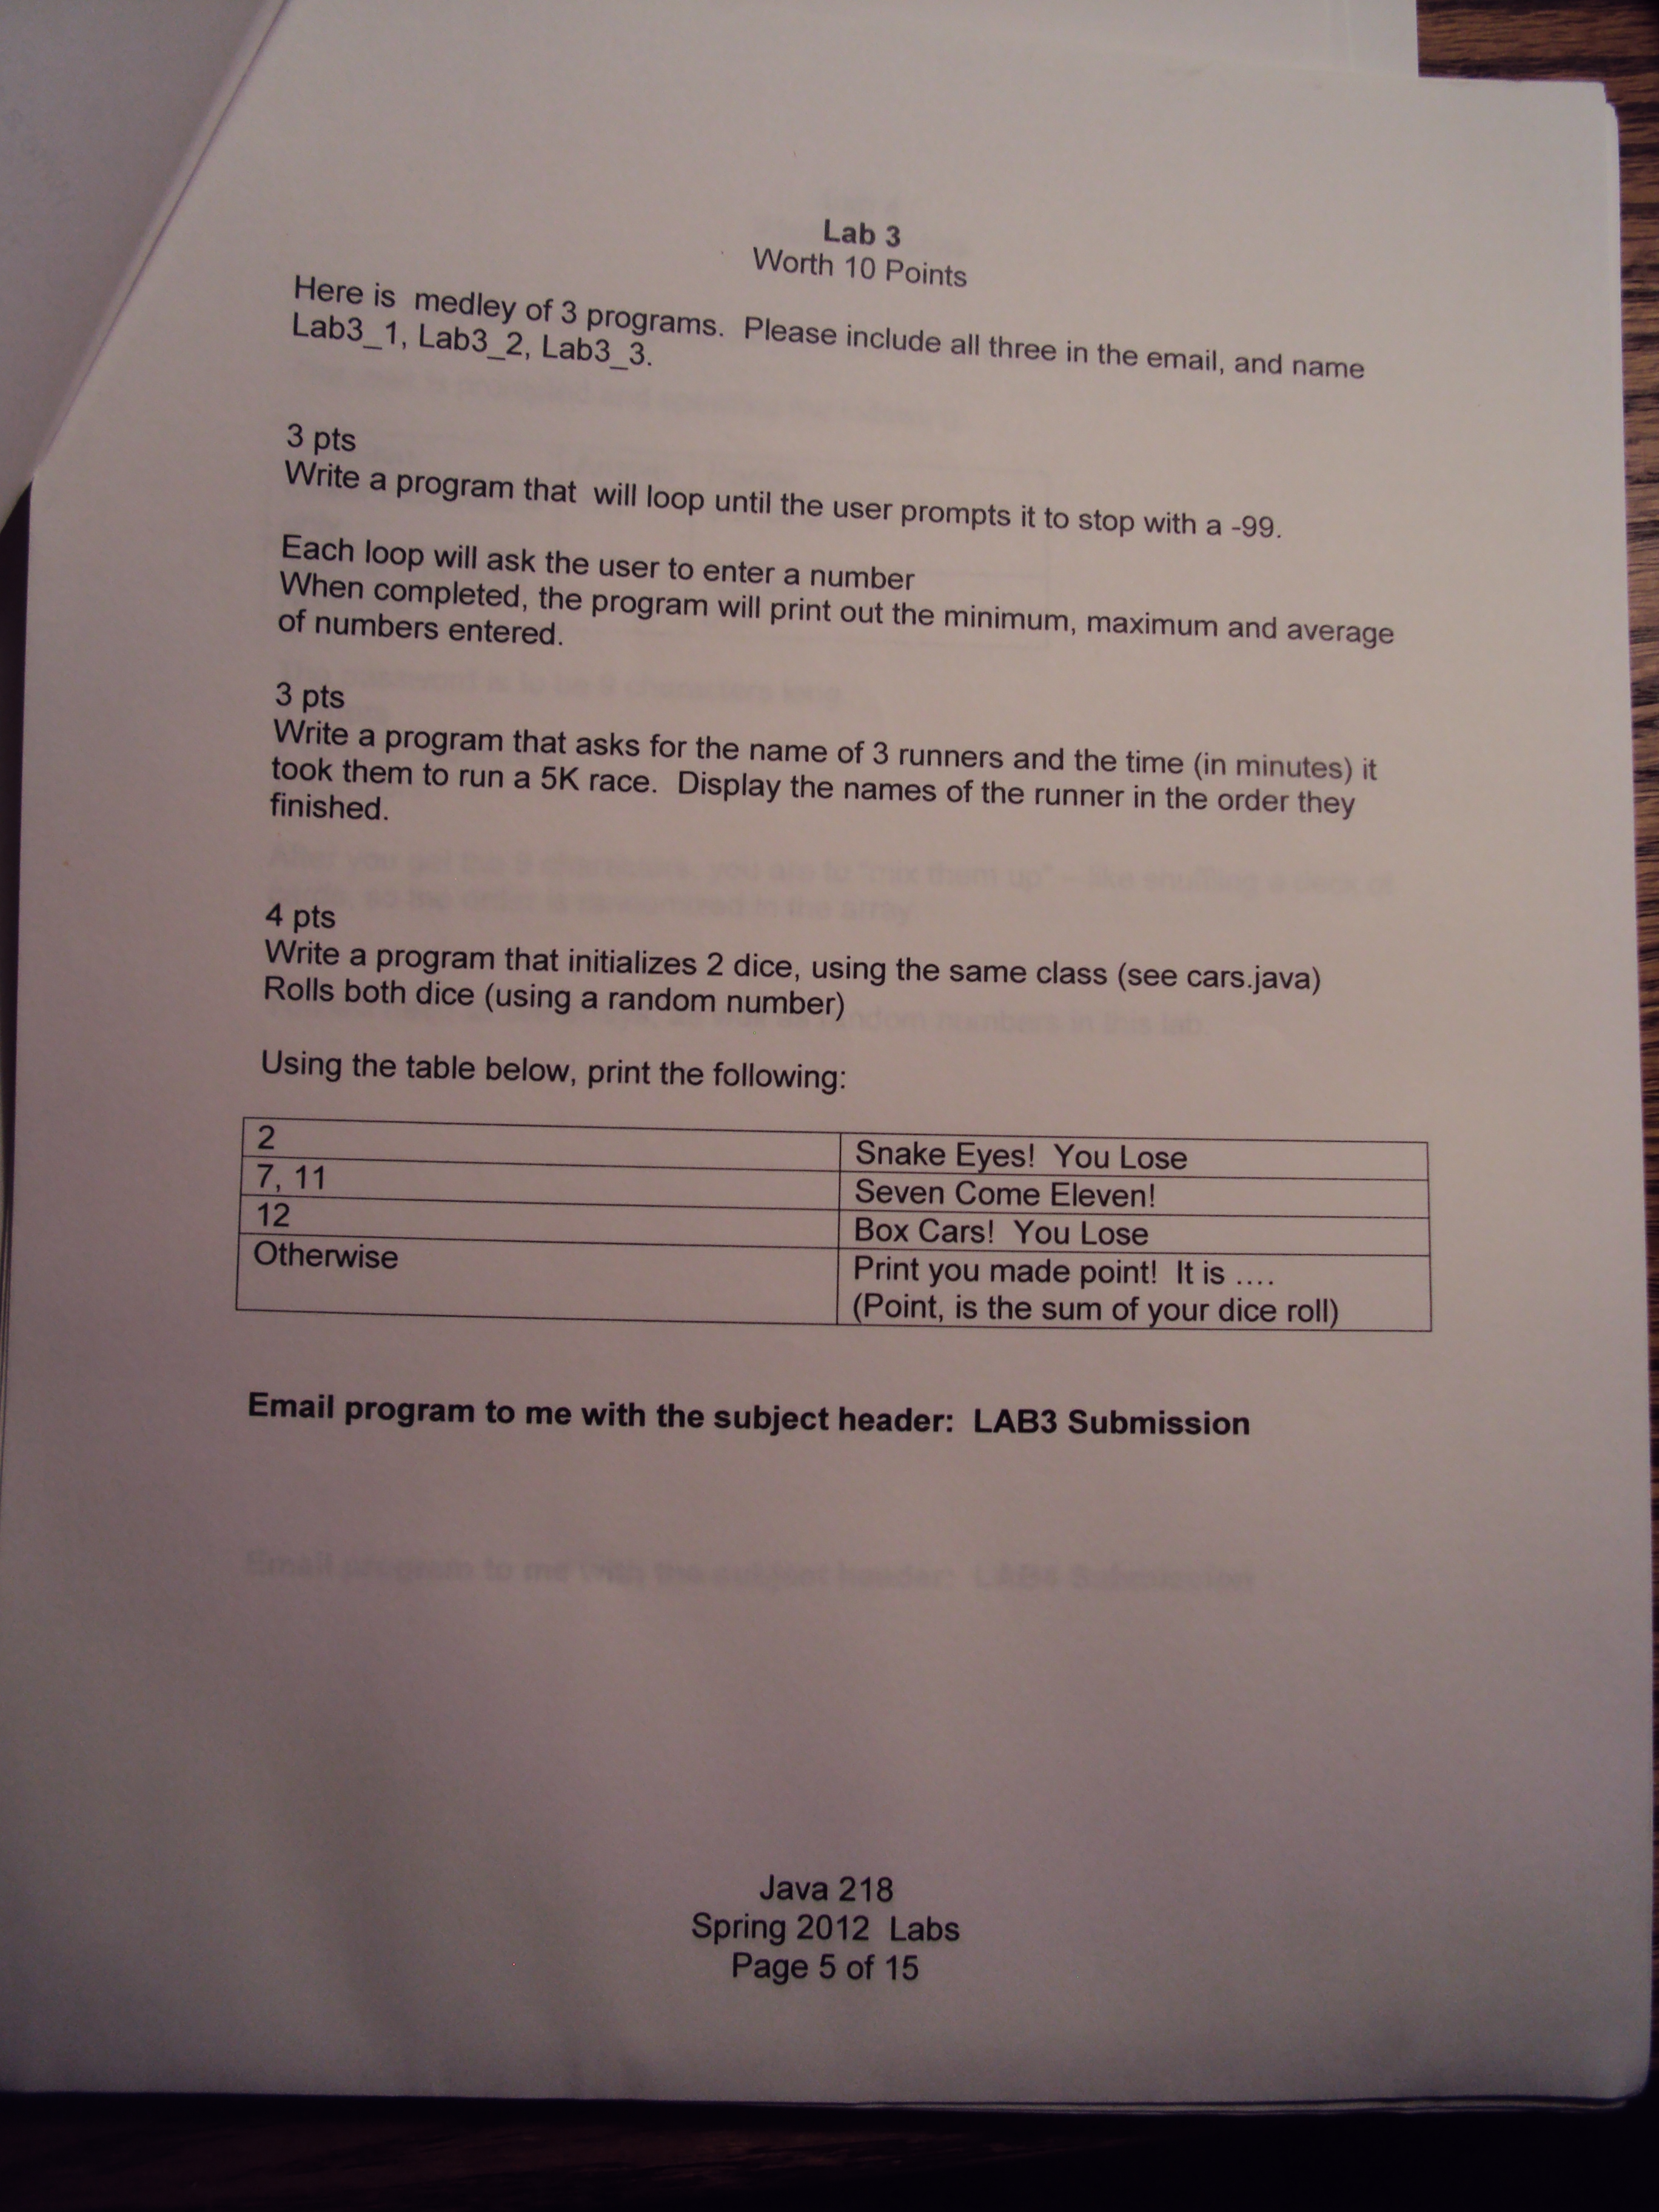 Lab 3
Worth 10 Points
Here is medley of 3 programs. Please include all three in the email, and name
Lab3_1, Lab3_2, Lab3_3.
3 pts
Write a program that will loop until the user prompts it to stop with a -99.
Each loop will ask the user to enter a number
When completed, the program will print out the minimum, maximum and average
of numbers entered.
3 pts
Write a program that asks for the name of 3 runners and the time (in minutes) it
took them to run a 5K race. Display the names of the runner in the order they
finished.
4 pts
Write a program that initializes 2 dice, using the same class (see cars.java)
Rolls both dice (using a random number)
Using the table below, print the following:
2 Snake Eyes! You Lose
7, 11 Seven Come Eleven!
12 Box Cars! You Lose
Otherwise Print you made point! It is ....
(Point, is the sum of your dice roll)
Email program to me with the subject header: LAB3 Submission
Java 218
Spring 2012 Labs
Page 5 of 15